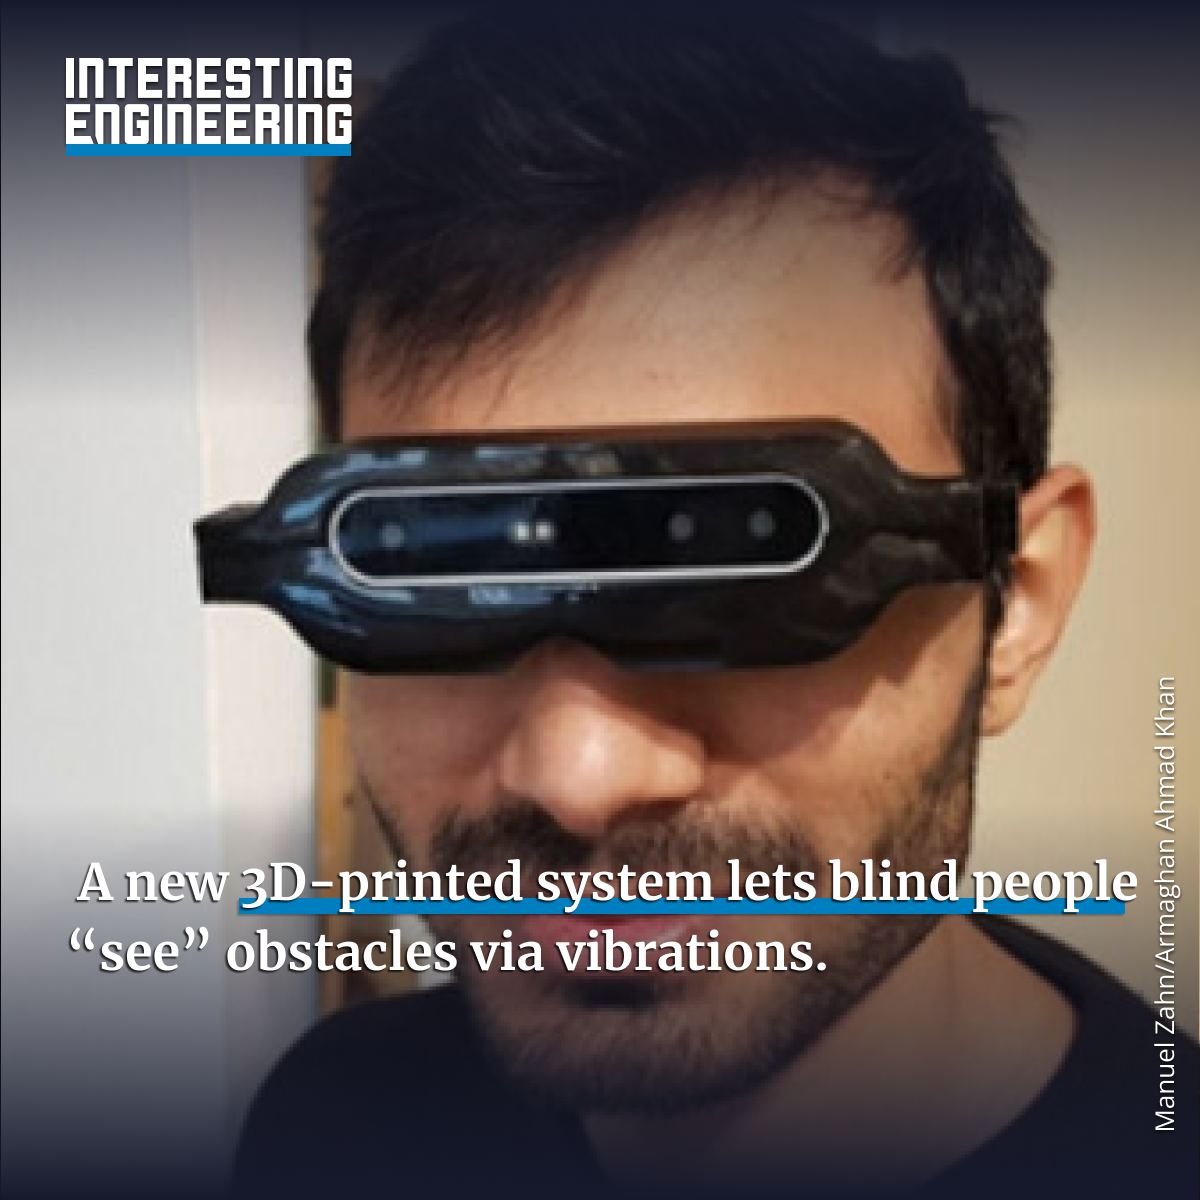 INTERESTING
ENGINEERING
A new 3D-printed system lets blind people
“see” obstacles via vibrations.
Manuel Zahn/Armaghan Ahmad Khan